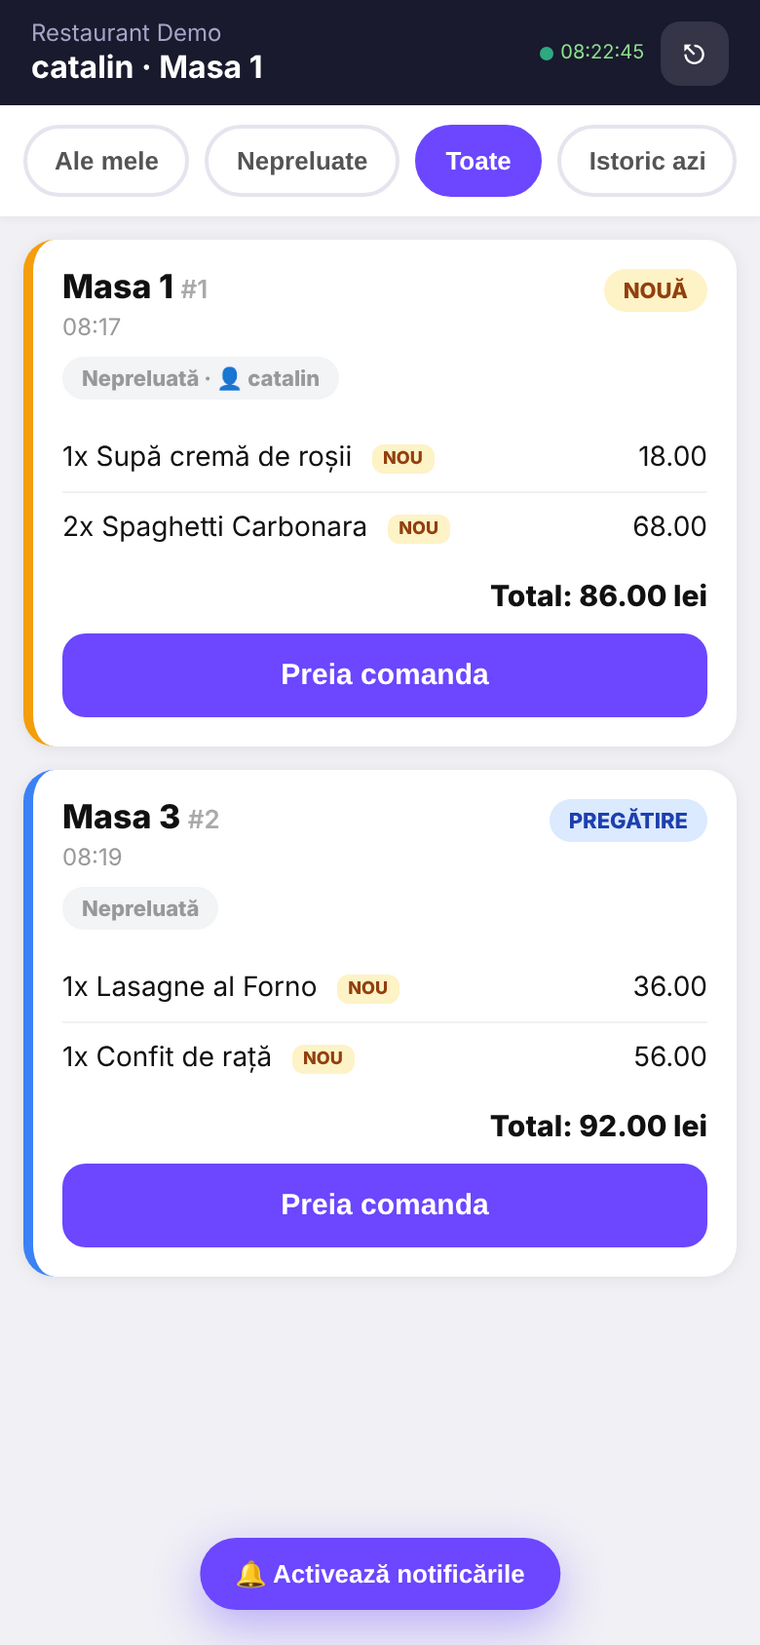 Restaurant Demo
catalin · Masa 1
08:22:45
Ale mele
Nepreluate
Toate
Istoric azi
Masa 1 #1
NOUĂ
08:17
Nepreluată · 👤 catalin
1x Supă cremă de roșii NOU 18.00
2x Spaghetti Carbonara NOU 68.00
Total: 86.00 lei
Preia comanda
Masa 3 #2
PREGĂTIRE
08:19
Nepreluată
1x Lasagne al Forno NOU 36.00
1x Confit de rață NOU 56.00
Total: 92.00 lei
Preia comanda
🔔 Activează notificările